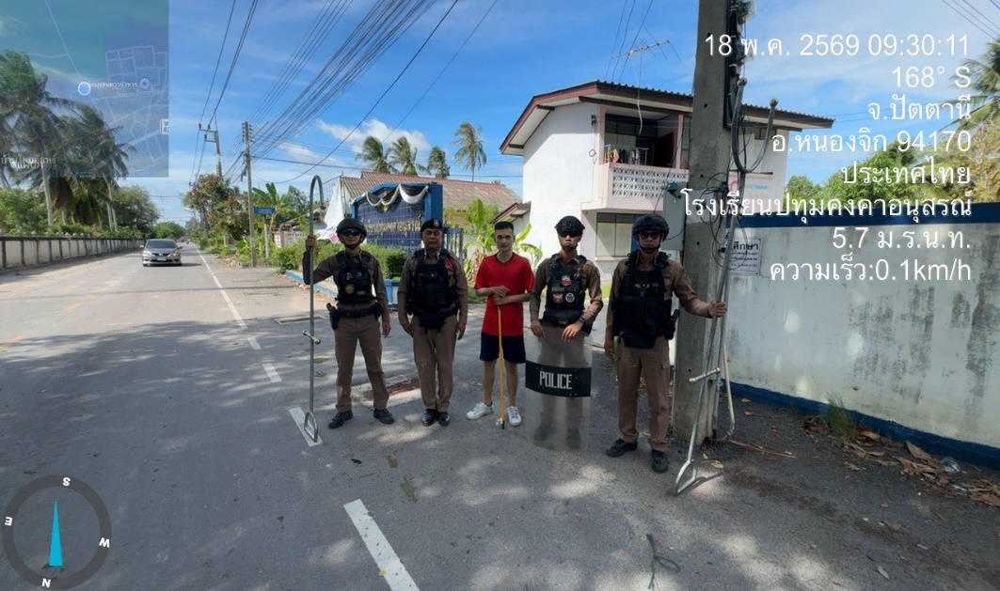 18 พ.ค. 2569 09:30:11
168° S
จ.ปัตตานี
อ.หนองจิก 94170
ประเทศไทย
โรงเรียนปทุมคงคาอนุสรณ์
5.7 ม.ร.น.ท.
ความเร็ว:0.1km/h
POLICE
S
E
W
N